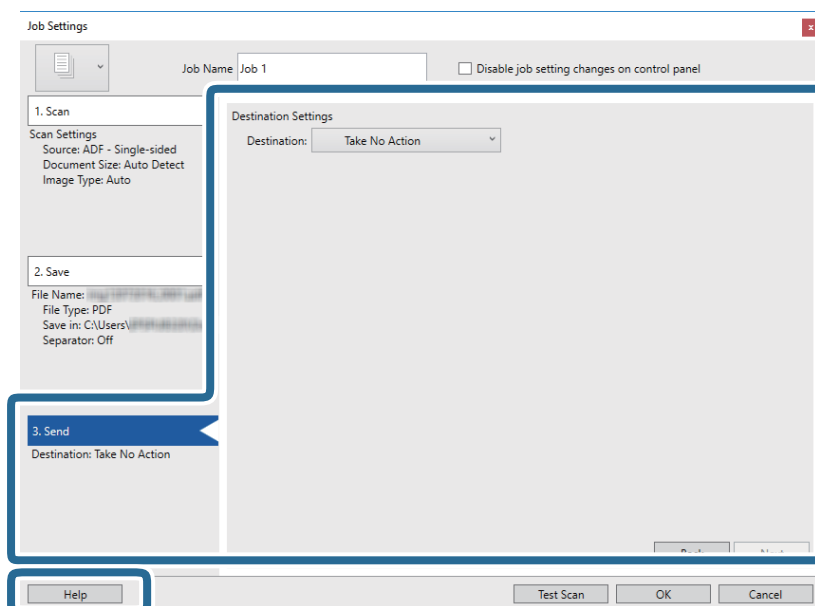 Job Settings
x
Job Name Job 1
Disable job setting changes on control panel
1. Scan
Scan Settings
Source: ADF - Single-sided
Document Size: Auto Detect
Image Type: Auto
2. Save
File Name:
File Type: PDF
Save in: C:\Users\
Separator: Off
3. Send
Destination: Take No Action
Destination Settings
Destination: Take No Action
Help
Test Scan
OK
Cancel